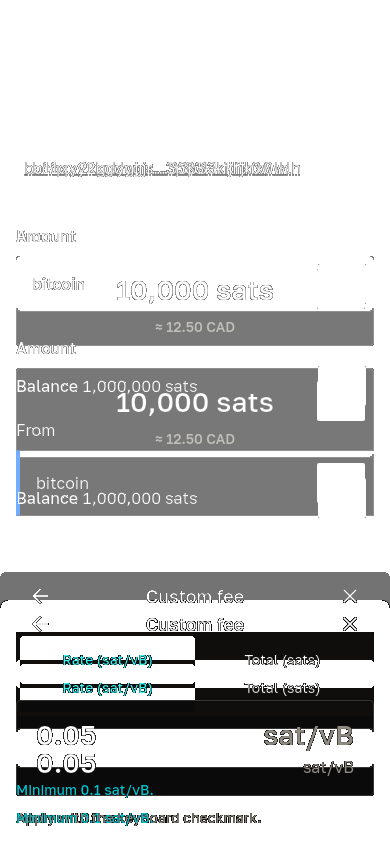 Amount
bitcoin
10,000 sats
≈ 12.50 CAD
Amount
Balance 1,000,000 sats
10,000 sats
From
≈ 12.50 CAD
bitcoin
Balance 1,000,000 sats
Custom fee
Custom fee
Rate (sat/vB) Total (sats)
Rate (sat/vB) Total (sats)
0.05 sat/vB
0.05 sat/vB
Minimum 0.1 sat/vB.
board checkmark.